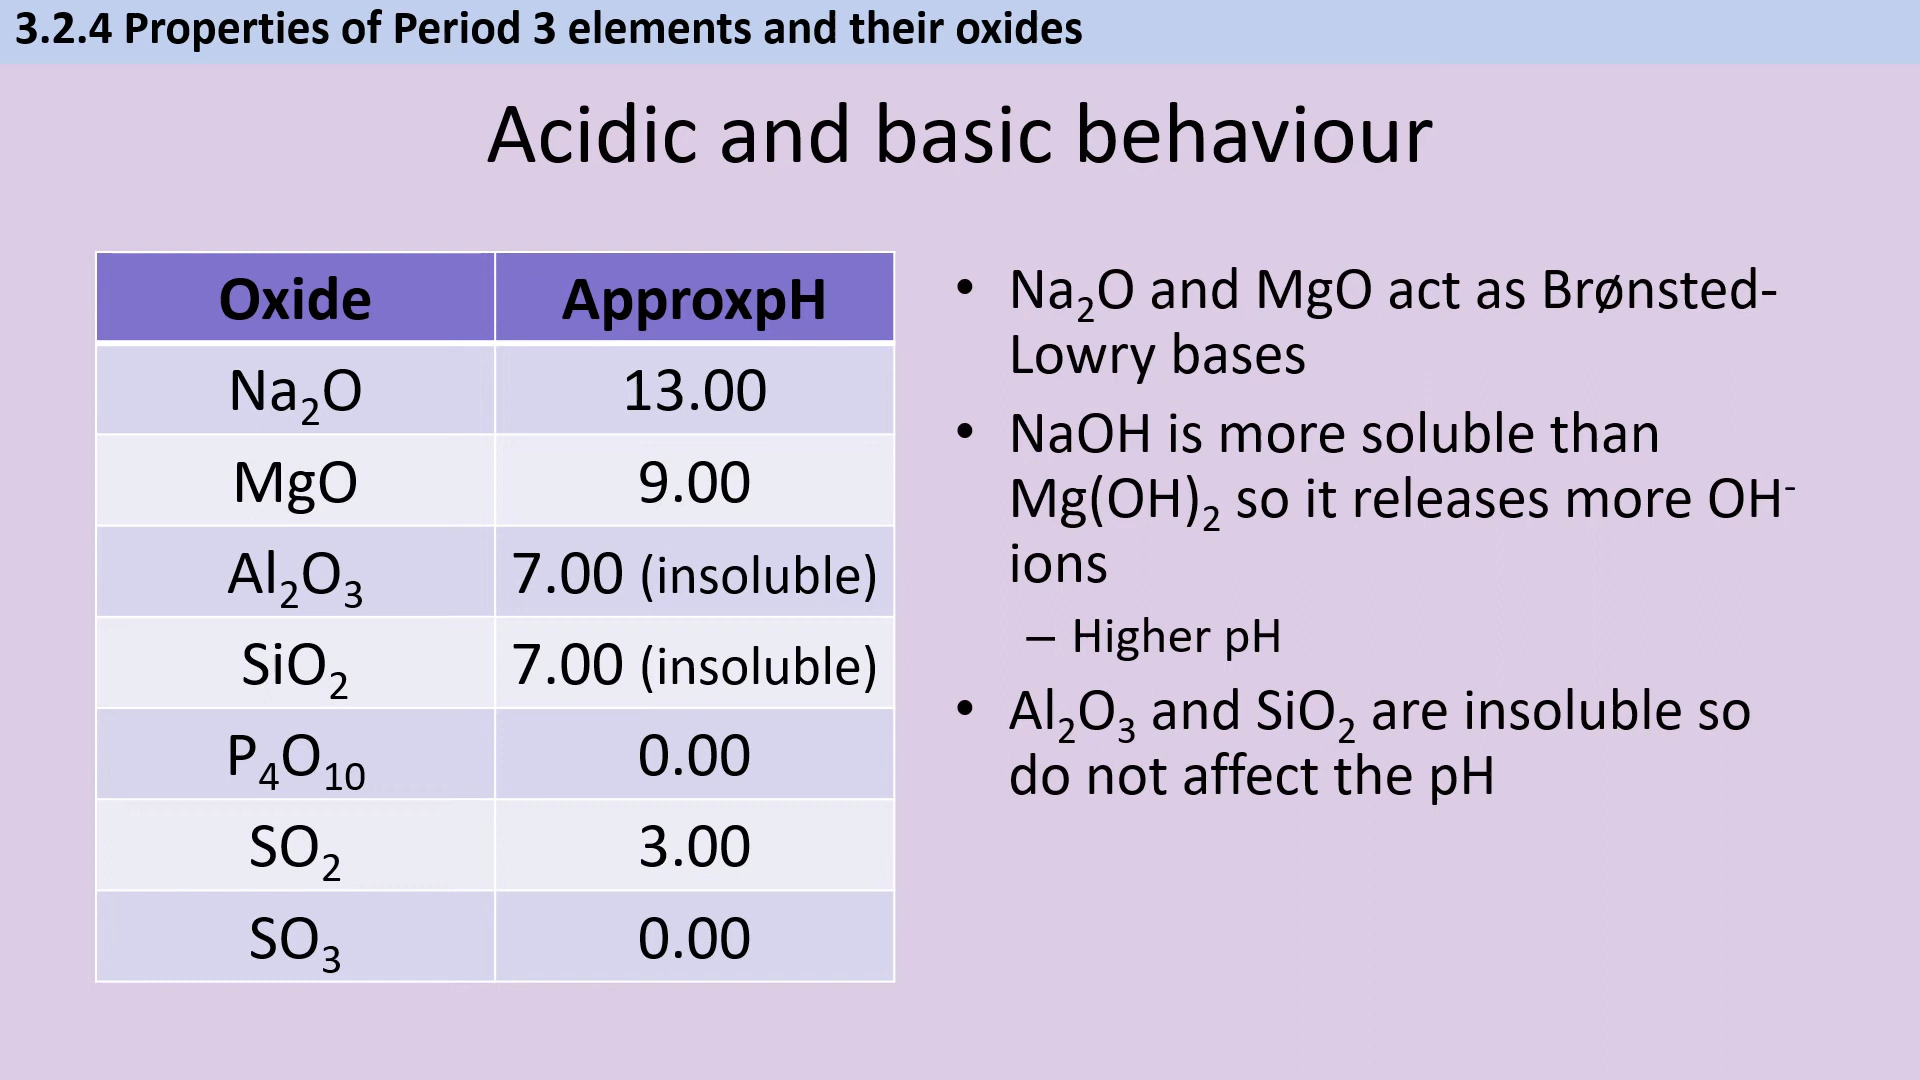 3.2.4 Properties of Period 3 elements and their oxides
Acidic and basic behaviour
Oxide ApproxpH
Na₂O 13.00
MgO 9.00
Al₂O₃ 7.00 (insoluble)
SiO₂ 7.00 (insoluble)
P₄O₁₀ 0.00
SO₂ 3.00
SO₃ 0.00
• Na₂O and MgO act as Brønsted-
Lowry bases
• NaOH is more soluble than
Mg(OH)₂ so it releases more OH⁻
ions
– Higher pH
• Al₂O₃ and SiO₂ are insoluble so
do not affect the pH